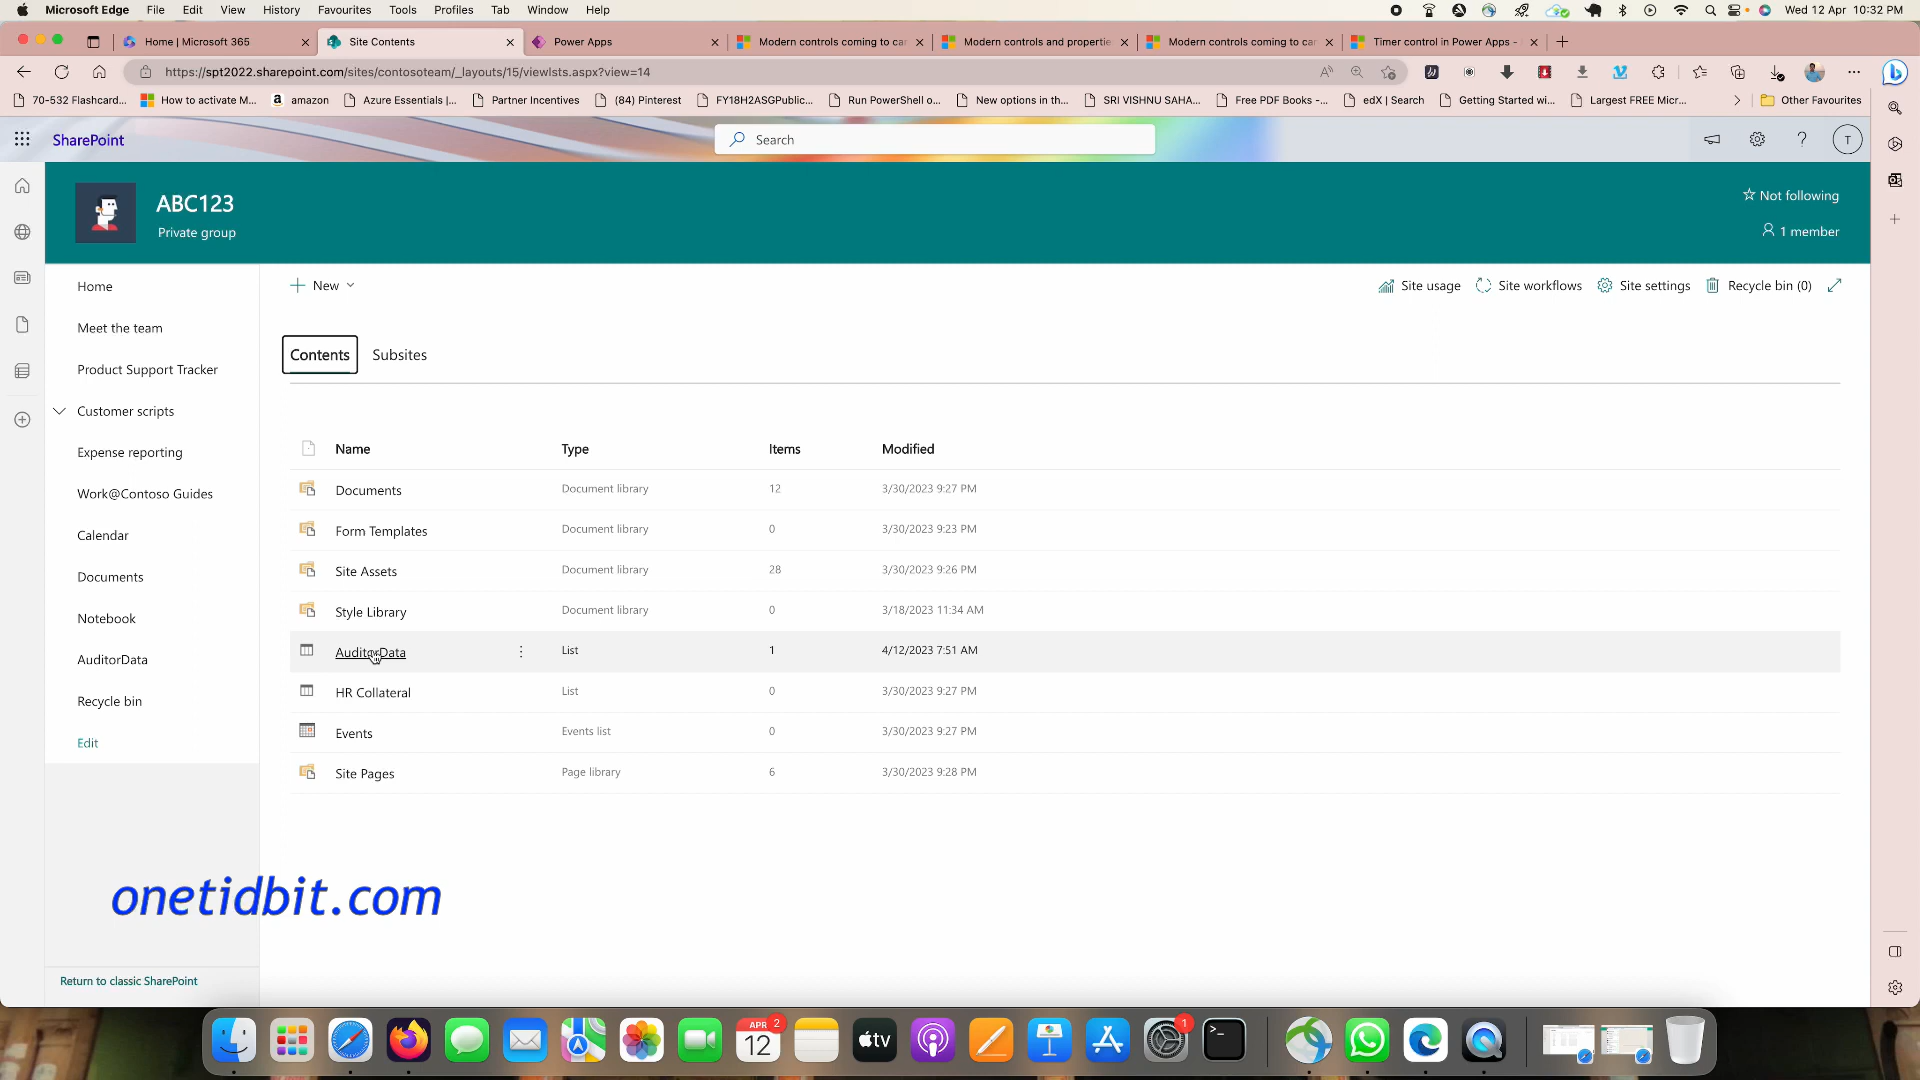 Microsoft Edge File Edit View History Favourites Tools Profiles Tab Window Help Wed 12 Apr 10:32 PM
Home | Microsoft 365 Site Contents Power Apps Modern controls coming to ca Modern controls and propertie Modern controls coming to ca Timer control in Power Apps -
https://spt2022.sharepoint.com/sites/contosoteam/_layouts/15/viewlsts.aspx?view=14
70-532 Flashcard... How to activate M... amazon Azure Essentials |... Partner Incentives (84) Pinterest FY18H2ASGPublic... Run PowerShell o... New options in th... SRI VISHNU SAHA... Free PDF Books -... edX | Search Getting Started wi... Largest FREE Micr... Other Favourites
SharePoint
Search
T
ABC123
Private group
Not following
1 member
Home
Meet the team
Product Support Tracker
Customer scripts
Expense reporting
Work@Contoso Guides
Calendar
Documents
Notebook
AuditorData
Recycle bin
Edit
Return to classic SharePoint
New
Site usage Site workflows Site settings Recycle bin (0)
Contents Subsites
Name Type Items Modified
Documents Document library 12 3/30/2023 9:27 PM
Form Templates Document library 0 3/30/2023 9:23 PM
Site Assets Document library 28 3/30/2023 9:26 PM
Style Library Document library 0 3/18/2023 11:34 AM
AuditorData List 1 4/12/2023 7:51 AM
HR Collateral List 0 3/30/2023 9:27 PM
Events Events list 0 3/30/2023 9:27 PM
Site Pages Page library 6 3/30/2023 9:28 PM
onetidbit.com
APR 2
12
tv
1